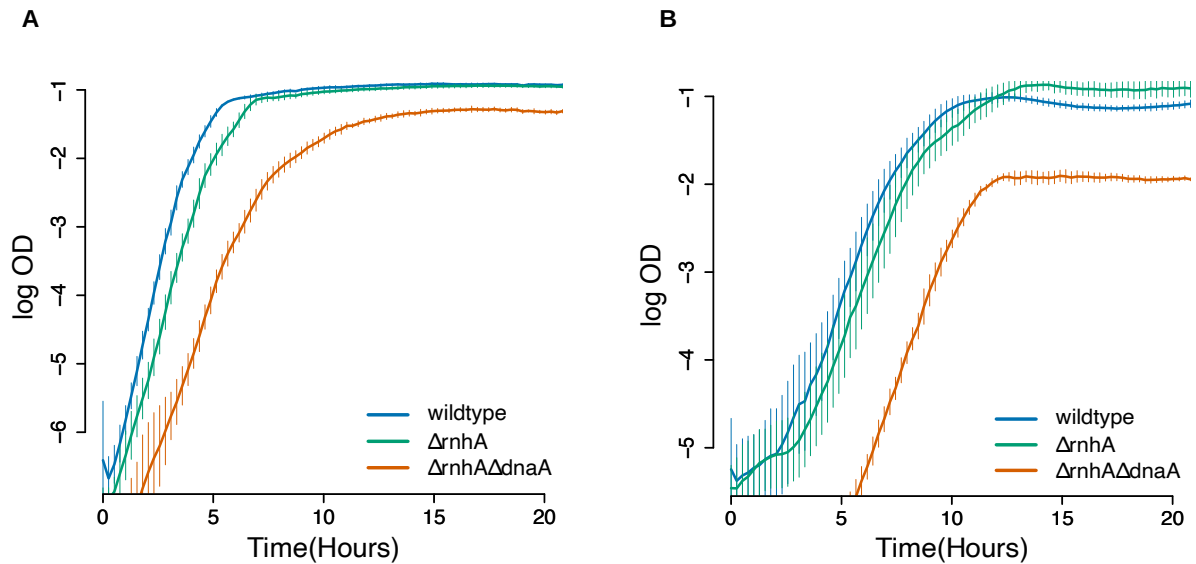 A
log OD
−1
−2
−3
−4
−5
−6
wildtype
ΔrnhA
ΔrnhAΔdnaA
0
5
10
15
20
Time(Hours)
B
log OD
−1
−2
−3
−4
−5
wildtype
ΔrnhA
ΔrnhAΔdnaA
0
5
10
15
20
Time(Hours)